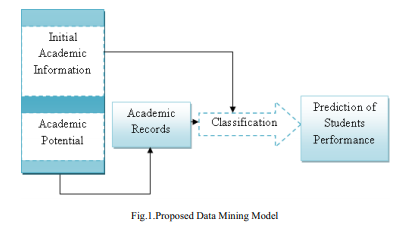 Initial
Academic
Information
Academic
Potential
Academic
Records
Classification
Prediction of
Students
Performance
Fig.1.Proposed Data Mining Model